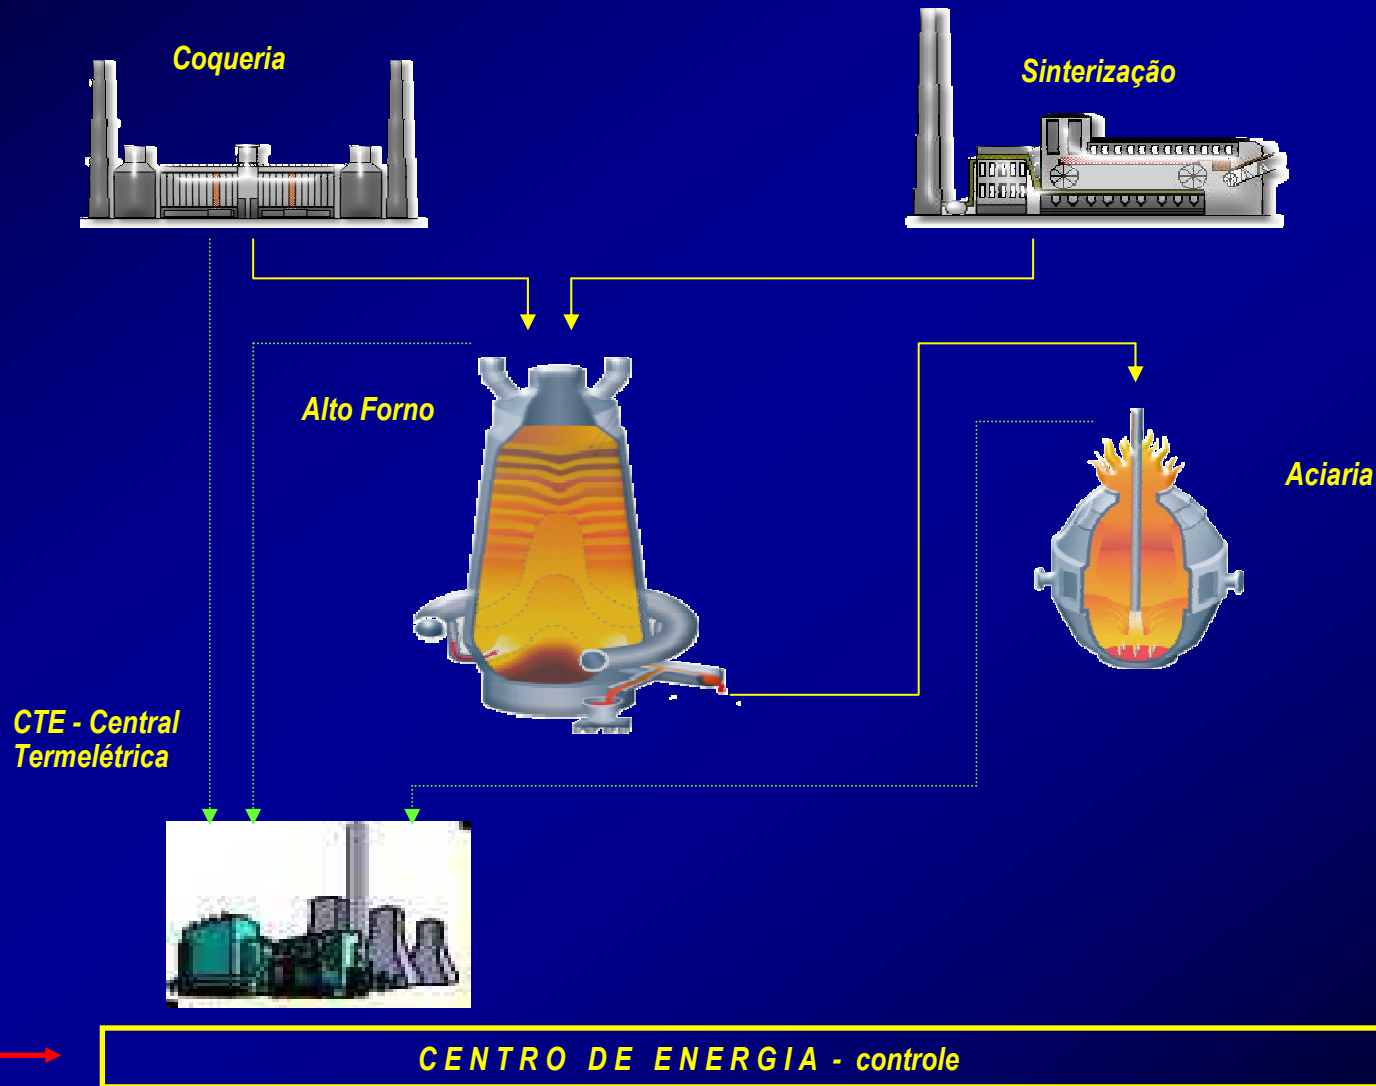 Coqueria
Sinterização
Alto Forno
Aciaria
CTE - Central
Termelétrica
CENTRO DE ENERGIA - controle